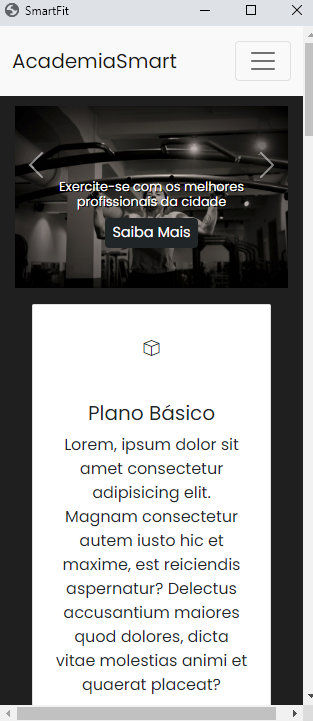 SmartFit
AcademiaSmart
Exercite-se com os melhores
profissionais da cidade
Saiba Mais
Plano Básico
Lorem, ipsum dolor sit
amet consectetur
adipisicing elit.
Magnam consectetur
autem iusto hic et
maxime, est reiciendis
aspernatur? Delectus
accusantium maiores
quod dolores, dicta
vitae molestias animi et
quaerat placeat?